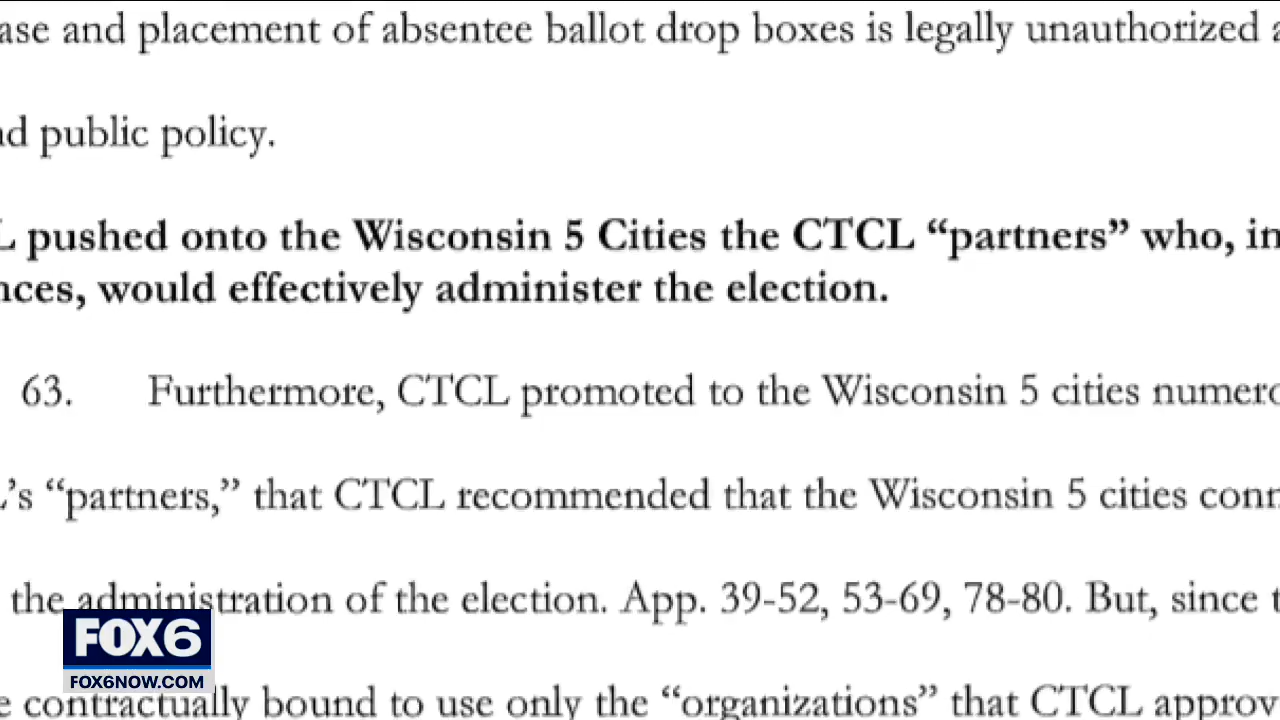 ase and placement of absentee ballot drop boxes is legally unauthorized a
nd public policy.
L pushed onto the Wisconsin 5 Cities the CTCL “partners” who, in
nces, would effectively administer the election.
63. Furthermore, CTCL promoted to the Wisconsin 5 cities numero
L’s “partners,” that CTCL recommended that the Wisconsin 5 cities conn
the administration of the election. App. 39-52, 53-69, 78-80. But, since t
e contractually bound to use only the “organizations” that CTCL approv
FOX6
FOX6NOW.COM